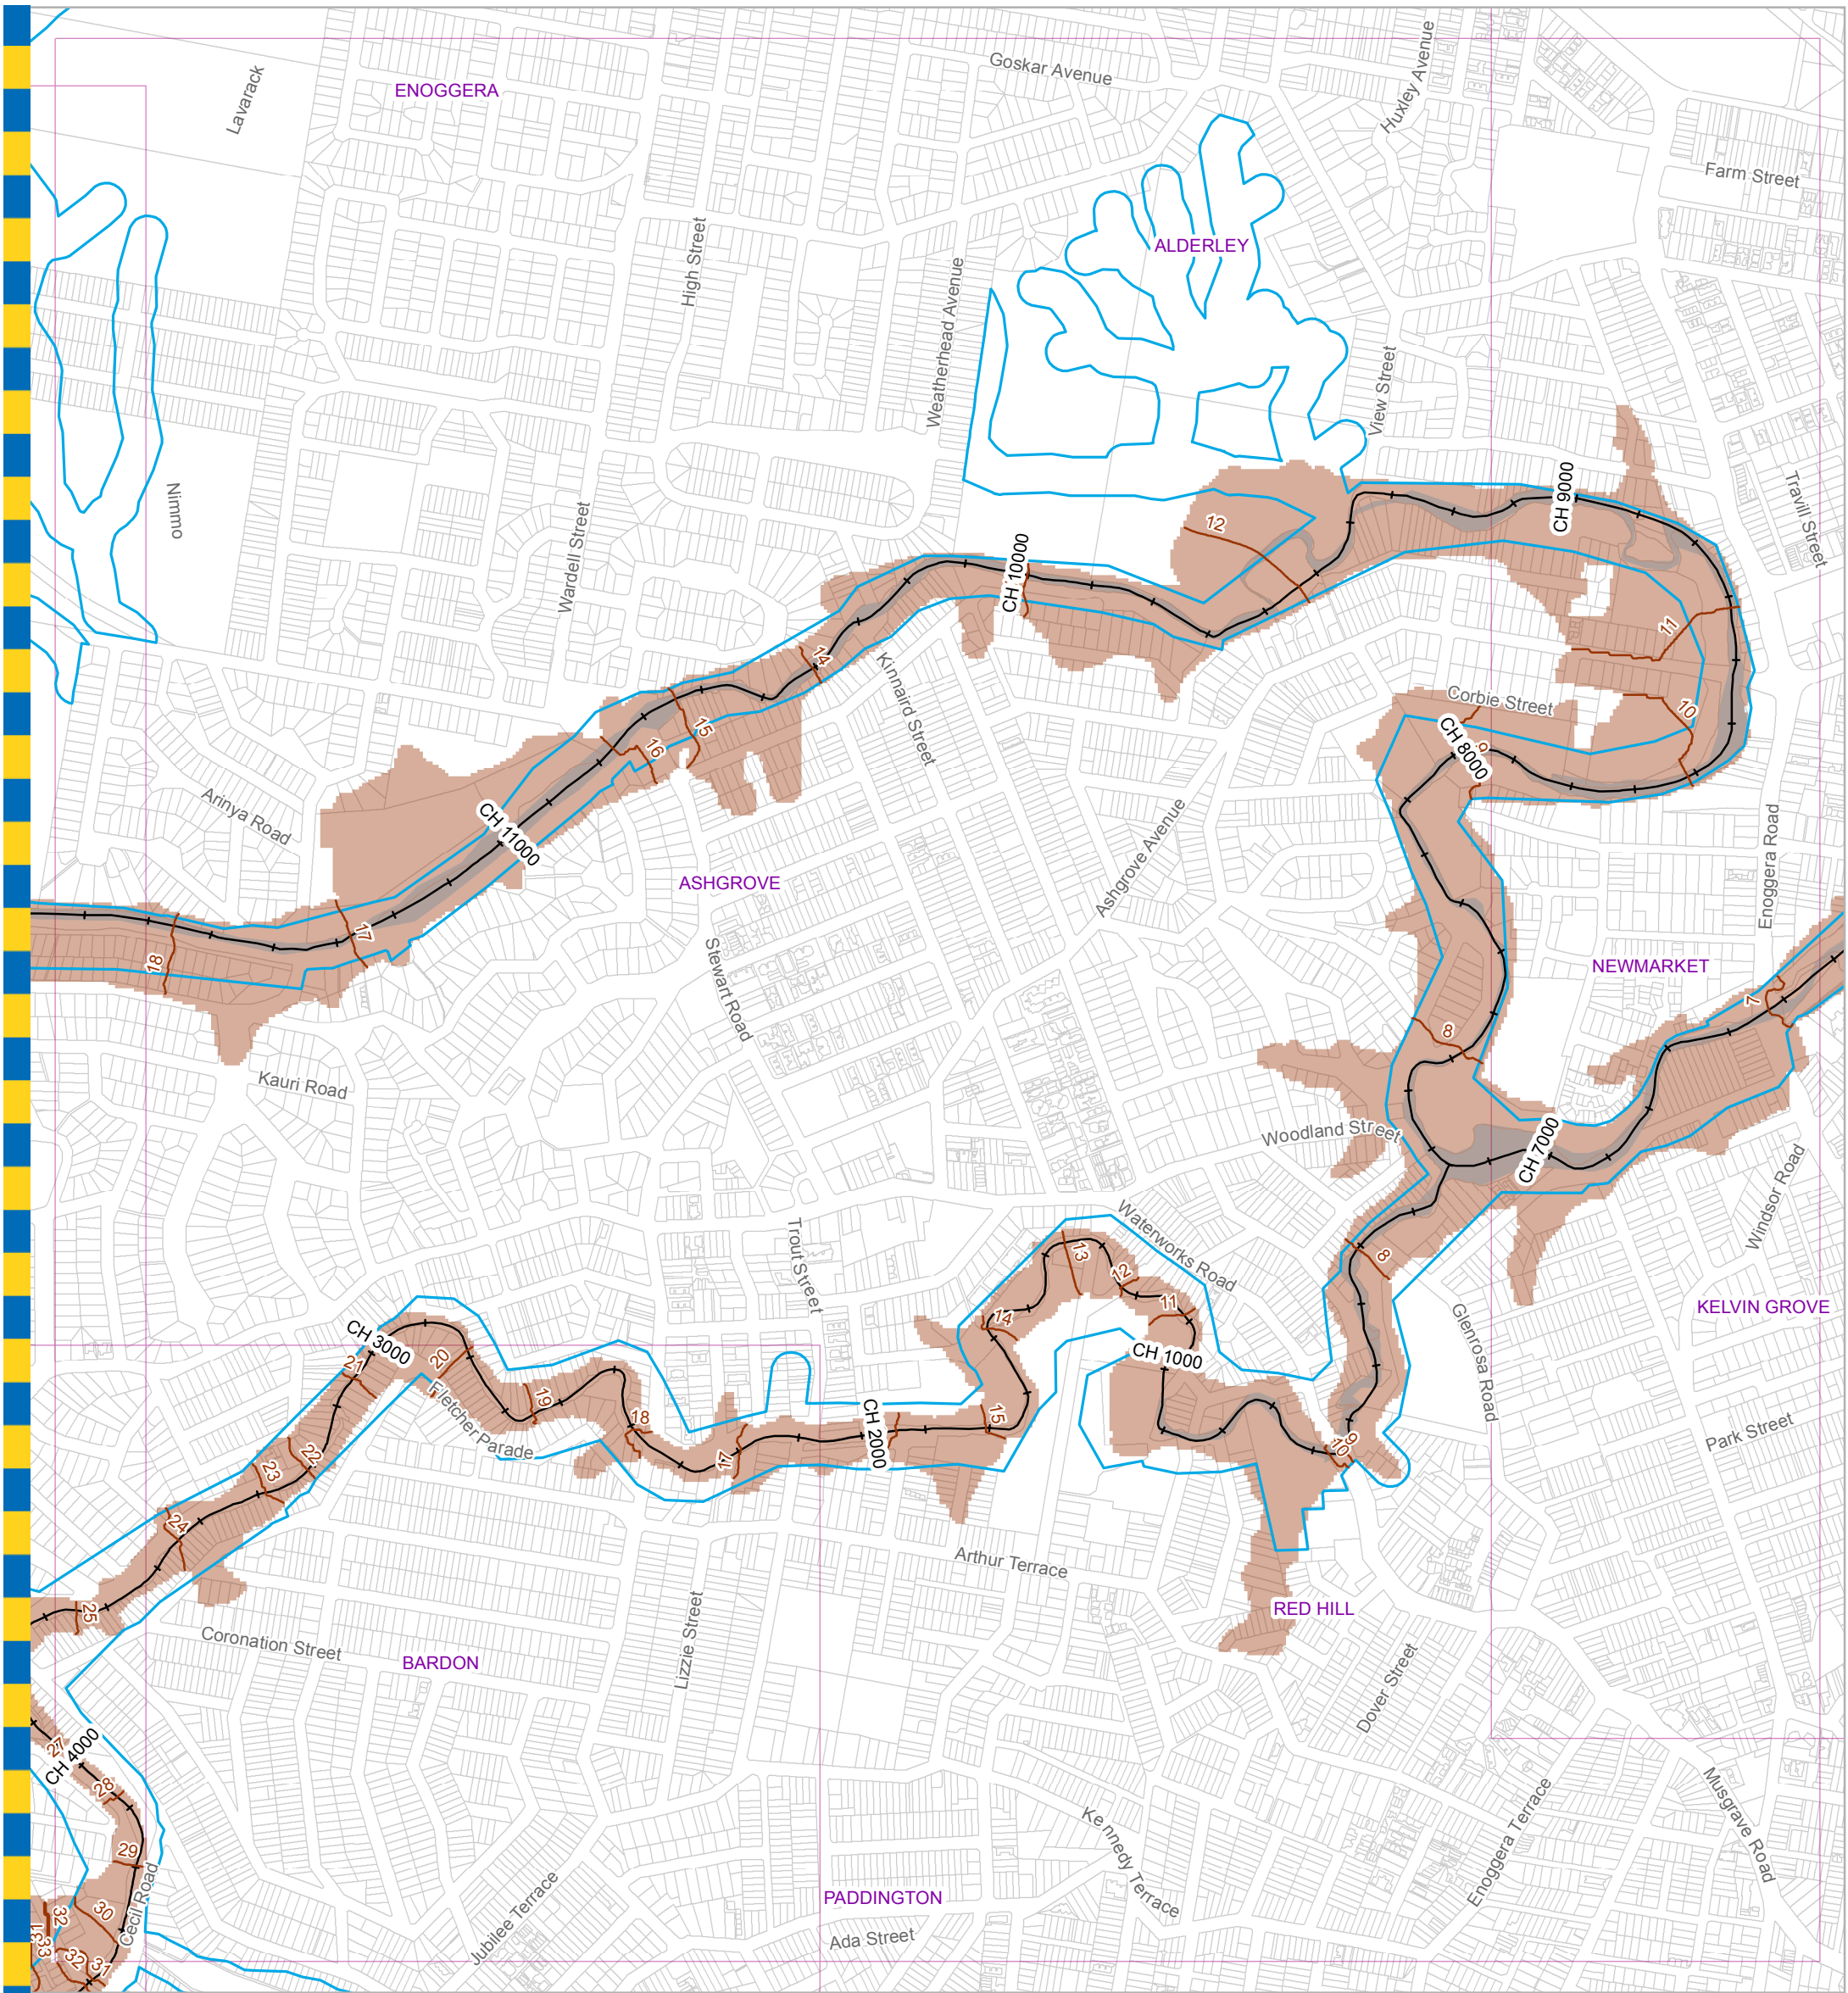 Goskar Avenue
Huxley Avenue
Lavarack
ENOGGERA
Farm Street
High Street
ALDERLEY
Weatherhead Avenue
View Street
Nimmo
Wardell Street
12
CH 9000
Travill Street
CH 10000
11
14
Kinnaird Street
15
16
Corbie Street
10
9
CH 8000
Arinya Road
CH 11000
ASHGROVE
Ashgrove Avenue
Enoggera Road
17
18
Stewart Road
NEWMARKET
7
8
Kauri Road
Woodland Street
CH 7000
Windsor Road
Waterworks Road
Trout Street
13
12
11
8
14
KELVIN GROVE
CH 3000
21
20
CH 1000
Glenrosa Road
Fletcher Parade
19
18
17
CH 2000
15
10
9
Park Street
22
23
24
Arthur Terrace
25
RED HILL
Coronation Street
BARDON
Lizzie Street
Dover Street
27
CH 4000
28
Kennedy Terrace
Enoggera Terrace
Musgrave Road
29
Cecil Road
30
32
31
33
32
31
Jubilee Terrace
PADDINGTON
Ada Street